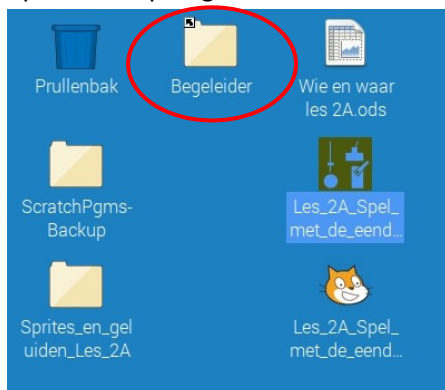 Prullenbak
Begeleider
Wie en waar
les 2A.ods
ScratchPgms-
Backup
Les_2A_Spel_
met_de_eend...
Sprites_en_gel
uiden_Les_2A
Les_2A_Spel_
met_de_eend...